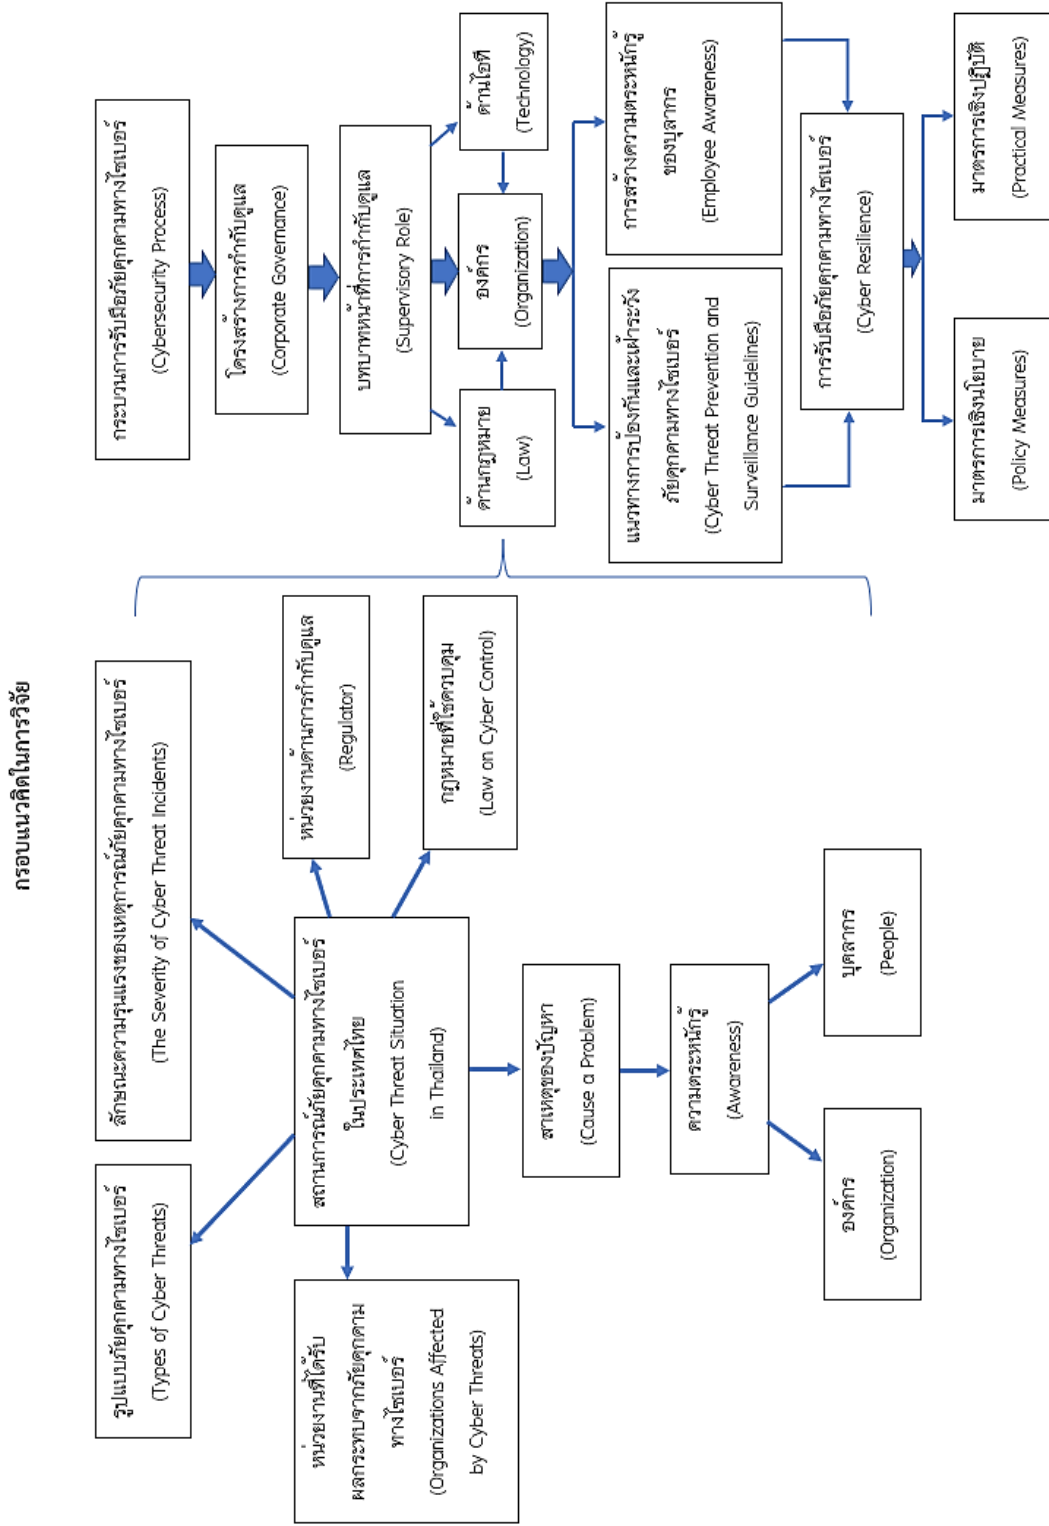 กรอบแนวคิดในการวิจัย
รูปแบบภัยคุกคามทางไซเบอร์
(Types of Cyber Threats)
ลักษณะความรุนแรงของเหตุการณ์ภัยคุกคามทางไซเบอร์
(The Severity of Cyber Threat Incidents)
หน่วยงานที่ได้รับ
ผลกระทบจากภัยคุกคาม
ทางไซเบอร์
(Organizations Affected
by Cyber Threats)
สถานการณ์ภัยคุกคามทางไซเบอร์
ในประเทศไทย
(Cyber Threat Situation
in Thailand)
หน่วยงานด้านการกำกับดูแล
(Regulator)
กฎหมายที่ใช้ควบคุม
(Law on Cyber Control)
สาเหตุของปัญหา
(Cause a Problem)
ความตระหนักรู้
(Awareness)
องค์กร
(Organization)
บุคลากร
(People)
กระบวนการรับมือภัยคุกคามทางไซเบอร์
(Cybersecurity Process)
โครงสร้างการกำกับดูแล
(Corporate Governance)
บทบาทหน้าที่การกำกับดูแล
(Supervisory Role)
ด้านกฎหมาย
(Law)
องค์กร
(Organization)
ด้านไอที
(Technology)
แนวทางการป้องกันและเฝ้าระวัง
ภัยคุกคามทางไซเบอร์
(Cyber Threat Prevention and
Surveillance Guidelines)
การสร้างความตระหนักรู้
ของบุลากร
(Employee Awareness)
การรับมือภัยคุกคามทางไซเบอร์
(Cyber Resilience)
มาตรการเชิงนโยบาย
(Policy Measures)
มาตรการเชิงปฏิบัติ
(Practical Measures)